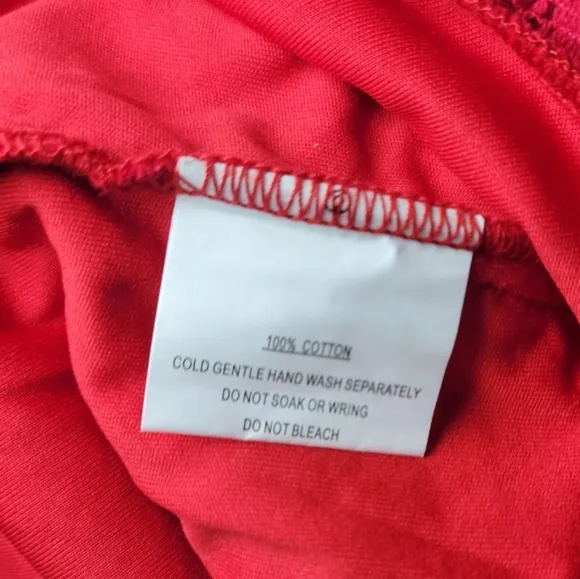 100% COTTON
COLD GENTLE HAND WASH SEPARATELY
DO NOT SOAK OR WRING
DO NOT BLEACH